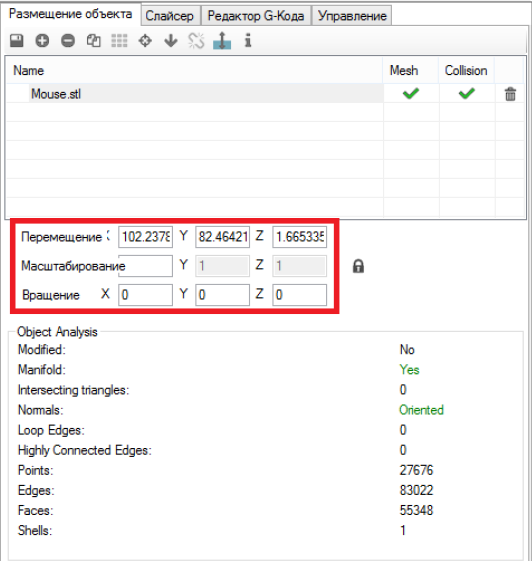 Размещение объекта Слайсер Редактор G-Кода Управление
Name Mesh Collision
Mouse.stl
Перемещение X 102.2378 Y 82.46421 Z 1.665335
Масштабирование Y 1 Z 1
Вращение X 0 Y 0 Z 0
Object Analysis
Modified: No
Manifold: Yes
Intersecting triangles: 0
Normals: Oriented
Loop Edges: 0
Highly Connected Edges: 0
Points: 27676
Edges: 83022
Faces: 55348
Shells: 1